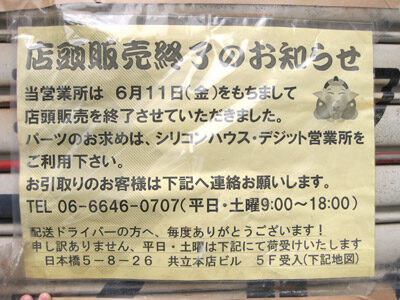 店頭販売終了のお知らせ
当営業所は 6月11日(金)をもちまして
店頭販売を終了させていただきました。
パーツのお求めは、シリコンハウス・デジット営業所を
ご利用下さい。
お引取りのお客様は下記へ連絡お願いします。
TEL 06-6646-0707(平日・土曜9:00～18:00)
配送ドライバーの方へ、毎度ありがとうございます!
申し訳ありません、平日・土曜は下記にて荷受けいたします
日本橋5-8-26 共立本店ビル 5F受入(下記地図)